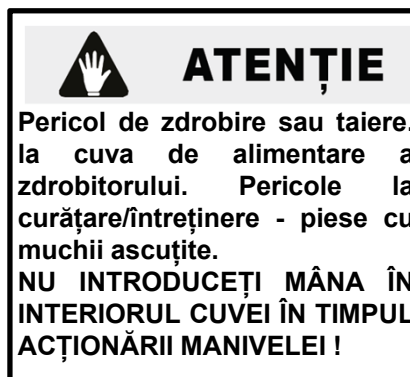 ATENȚIE
Pericol de zdrobire sau taiere.
la cuva de alimentare a
zdrobitorului. Pericole la
curățare/întreținere - piese cu
muchii ascuțite.
NU INTRODUCEȚI MÂNA ÎN
INTERIORUL CUVEI ÎN TIMPUL
ACȚIONĂRII MANIVELEI !